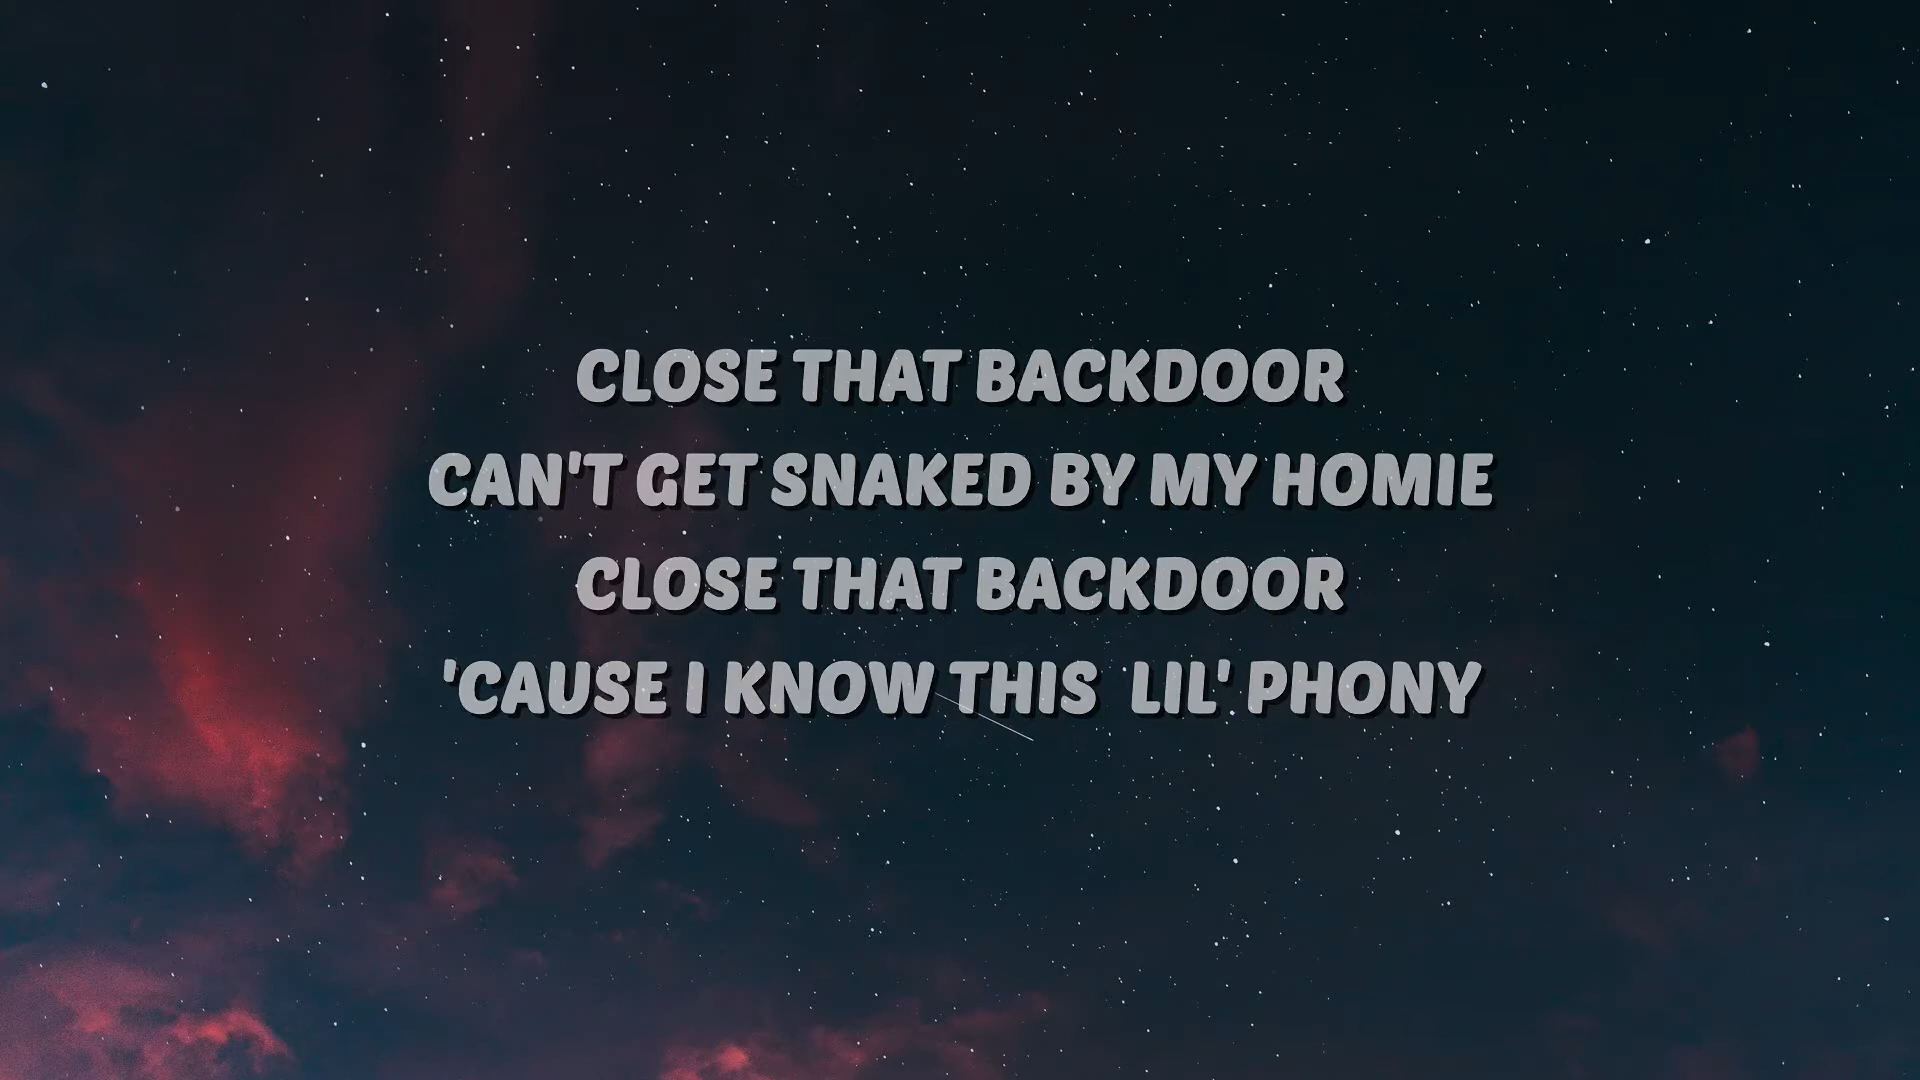 CLOSE THAT BACKDOOR
CAN'T GET SNAKED BY MY HOMIE
CLOSE THAT BACKDOOR
'CAUSE I KNOW THIS  LIL' PHONY